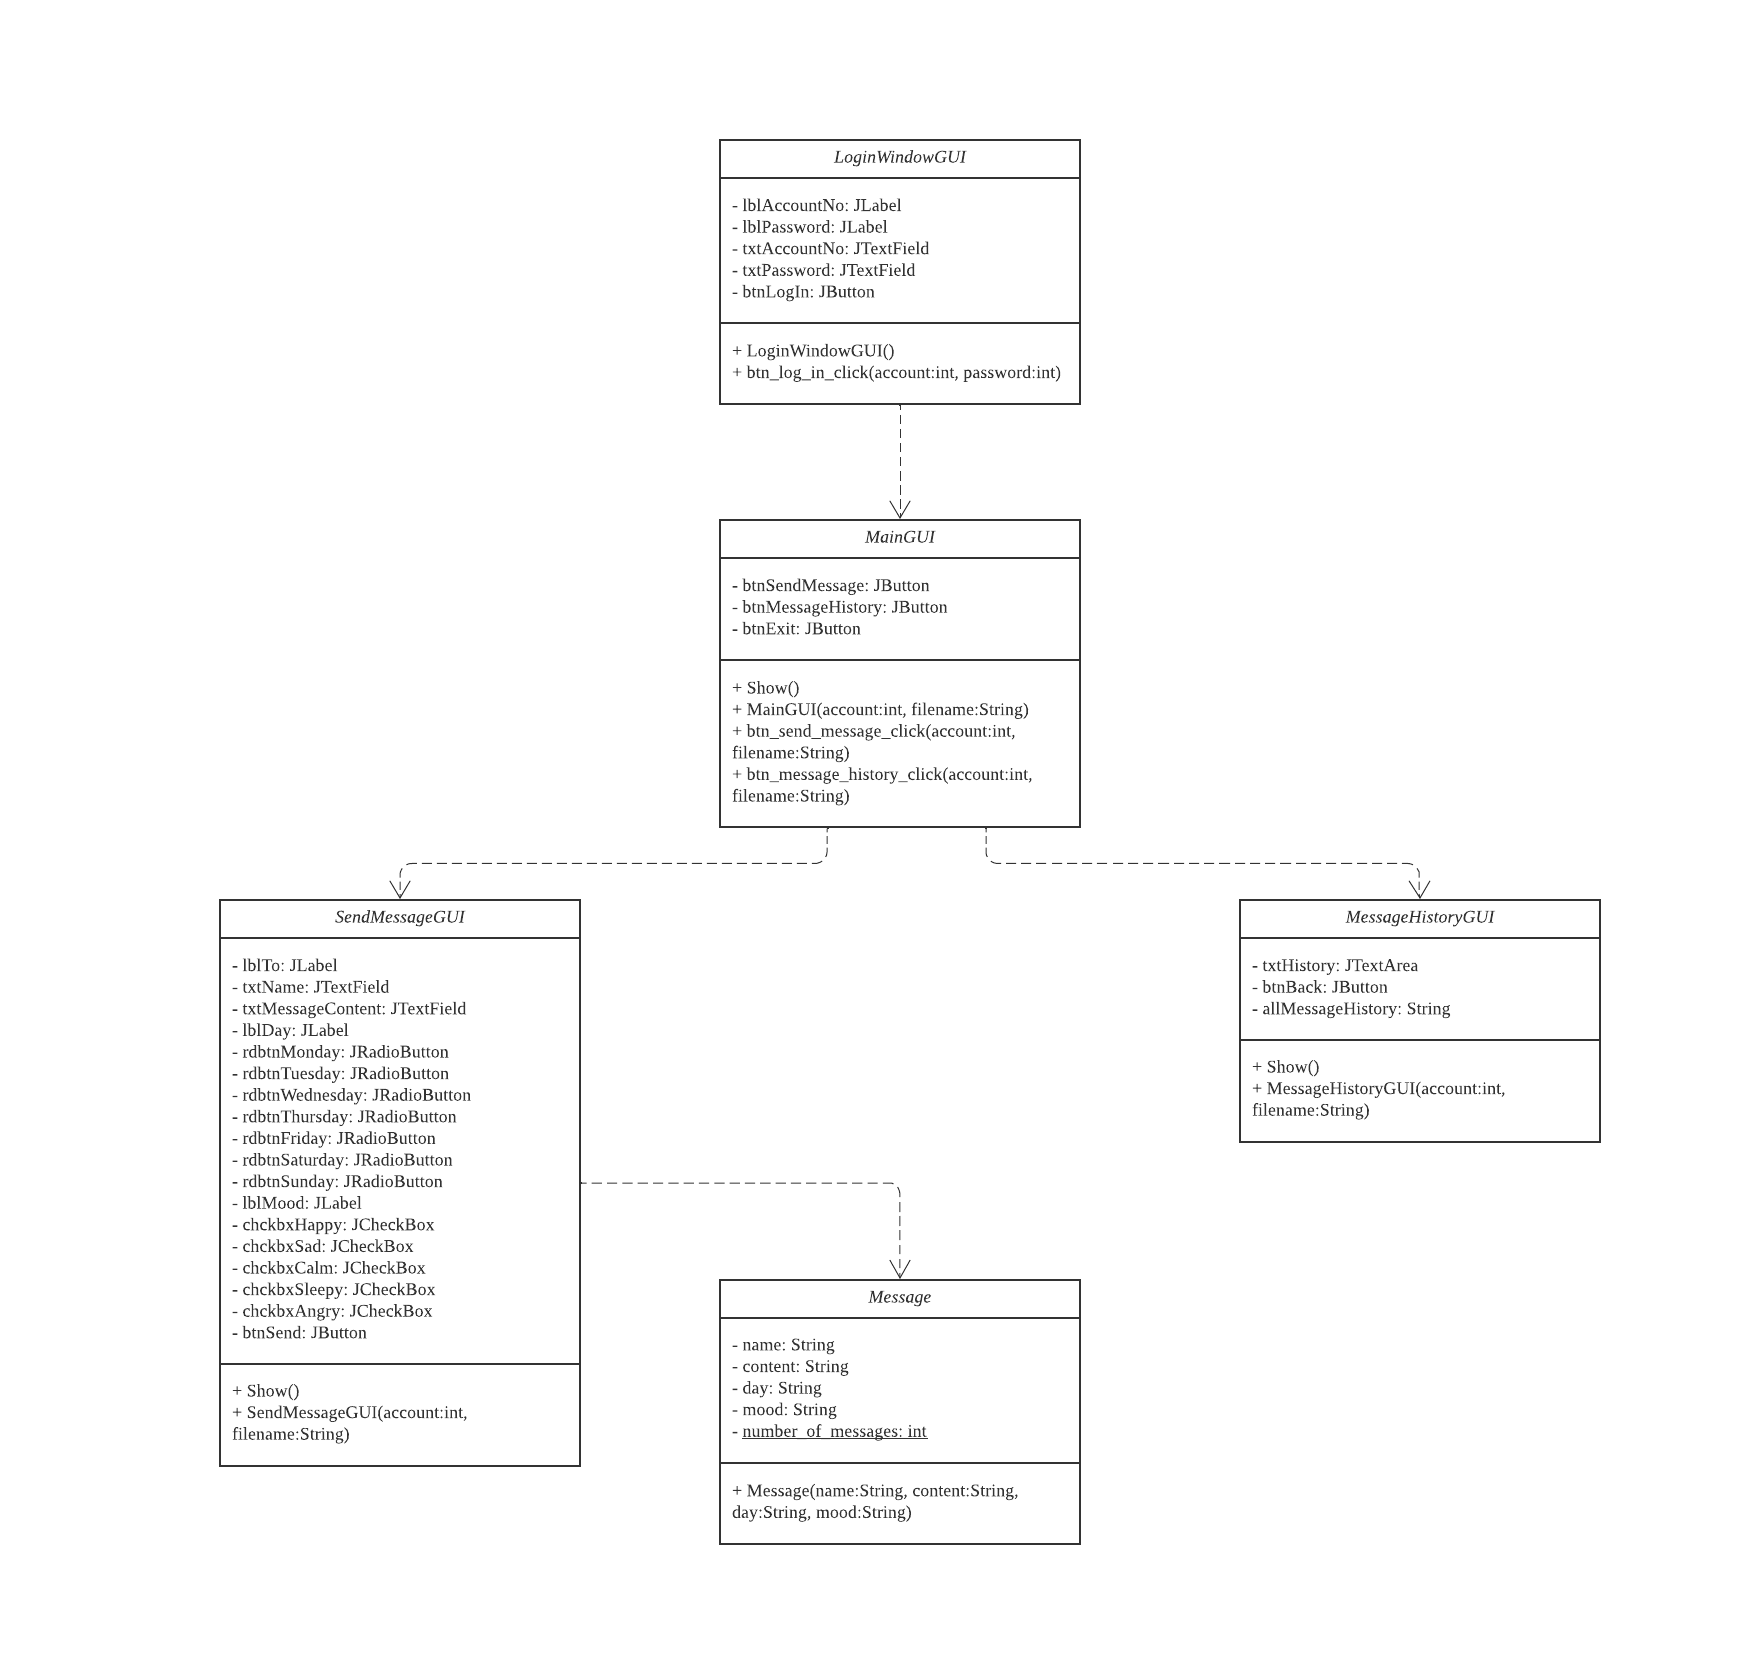 LoginWindowGUI
- lblAccountNo: JLabel
- lblPassword: JLabel
- txtAccountNo: JTextField
- txtPassword: JTextField
- btnLogIn: JButton
+ LoginWindowGUI()
+ btn_log_in_click(account:int, password:int)
MainGUI
- btnSendMessage: JButton
- btnMessageHistory: JButton
- btnExit: JButton
+ Show()
+ MainGUI(account:int, filename:String)
+ btn_send_message_click(account:int,
filename:String)
+ btn_message_history_click(account:int,
filename:String)
SendMessageGUI
- lblTo: JLabel
- txtName: JTextField
- txtMessageContent: JTextField
- lblDay: JLabel
- rdbtnMonday: JRadioButton
- rdbtnTuesday: JRadioButton
- rdbtnWednesday: JRadioButton
- rdbtnThursday: JRadioButton
- rdbtnFriday: JRadioButton
- rdbtnSaturday: JRadioButton
- rdbtnSunday: JRadioButton
- lblMood: JLabel
- chckbxHappy: JCheckBox
- chckbxSad: JCheckBox
- chckbxCalm: JCheckBox
- chckbxSleepy: JCheckBox
- chckbxAngry: JCheckBox
- btnSend: JButton
+ Show()
+ SendMessageGUI(account:int,
filename:String)
MessageHistoryGUI
- txtHistory: JTextArea
- btnBack: JButton
- allMessageHistory: String
+ Show()
+ MessageHistoryGUI(account:int,
filename:String)
Message
- name: String
- content: String
- day: String
- mood: String
- number_of_messages: int
+ Message(name:String, content:String,
day:String, mood:String)